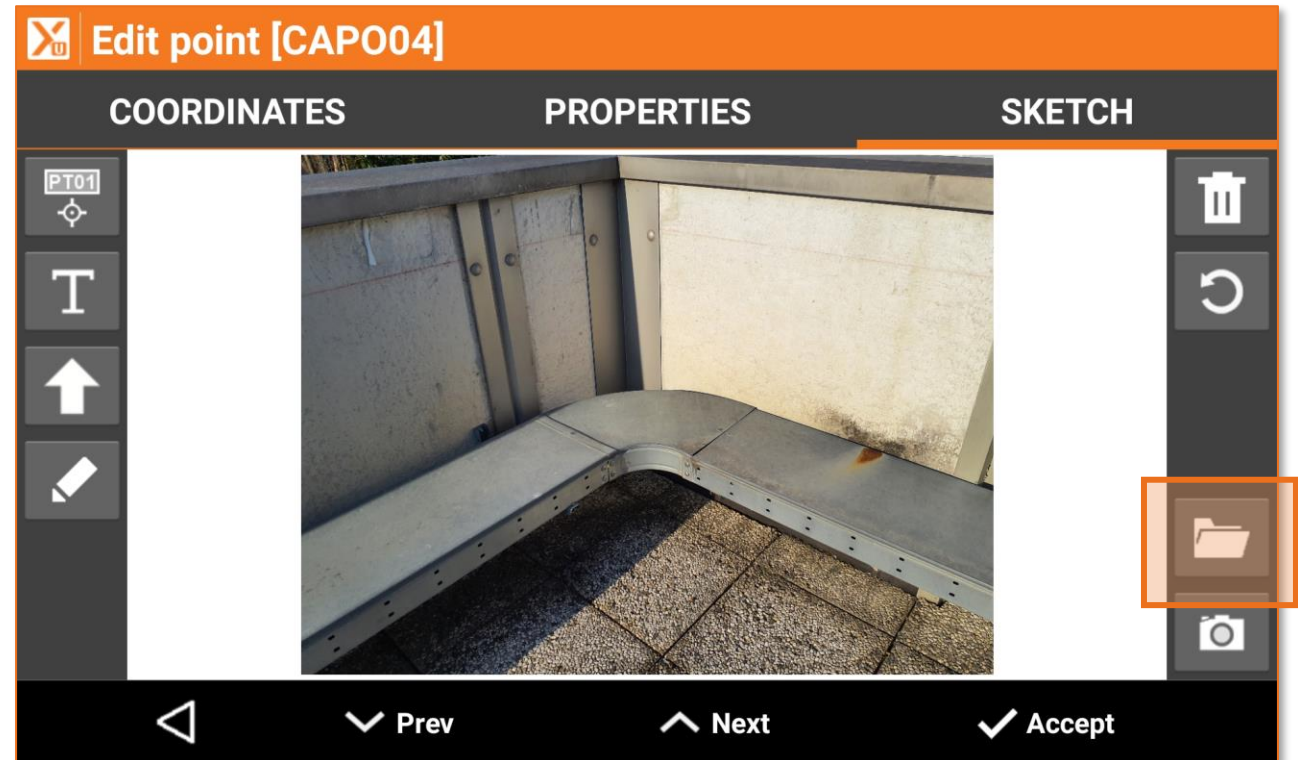 X U Edit point [CAPO04]
COORDINATES PROPERTIES SKETCH
PT01
T
Prev Next Accept